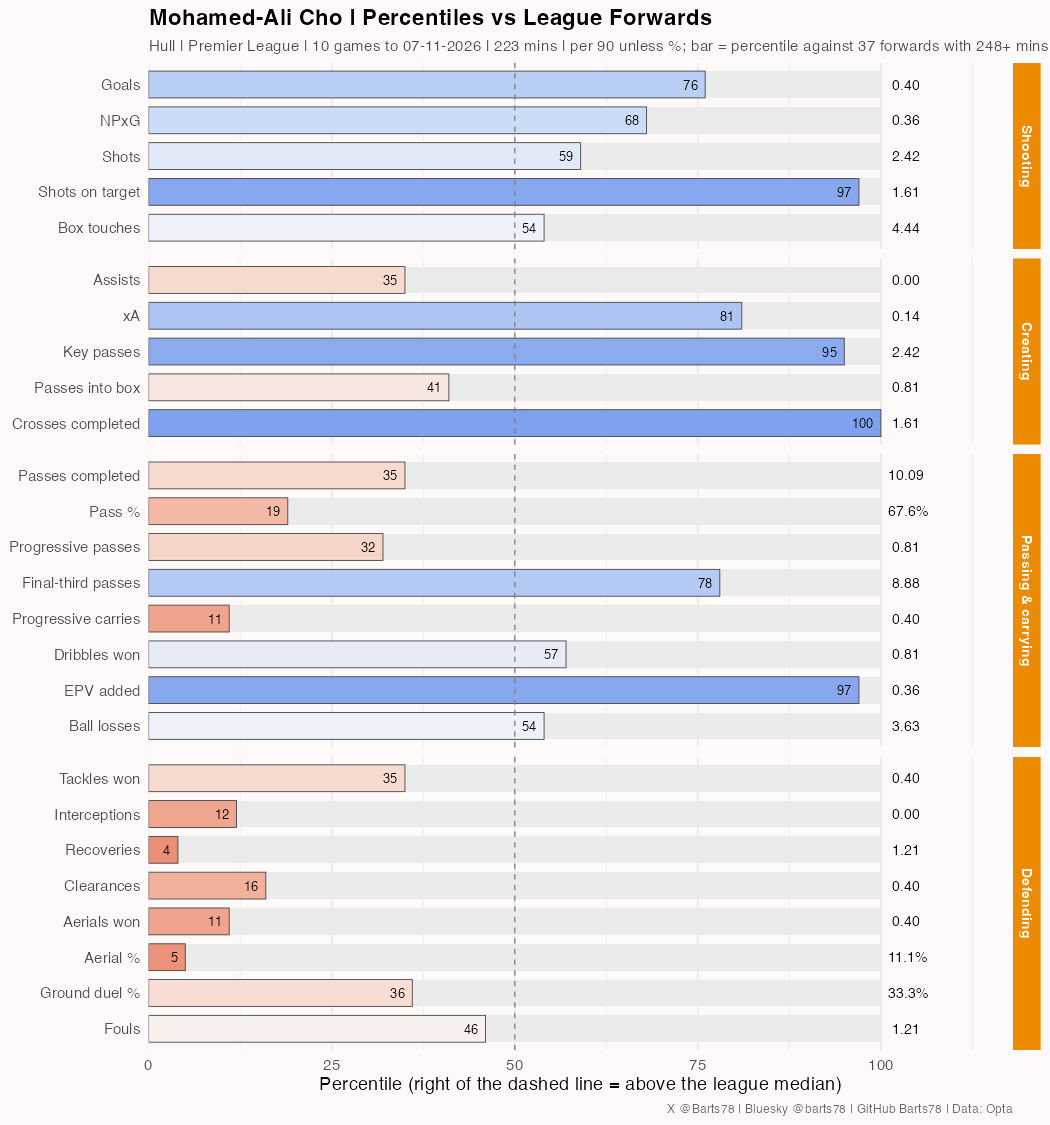 Mohamed-Ali Cho | Percentiles vs League Forwards
Hull | Premier League | 10 games to 07-11-2026 | 223 mins | per 90 unless %; bar = percentile against 37 forwards with 248+ mins
Shooting
Goals 76 0.40
NPxG 68 0.36
Shots 59 2.42
Shots on target 97 1.61
Box touches 54 4.44
Creating
Assists 35 0.00
xA 81 0.14
Key passes 95 2.42
Passes into box 41 0.81
Crosses completed 100 1.61
Passing & carrying
Passes completed 35 10.09
Pass % 19 67.6%
Progressive passes 32 0.81
Final-third passes 78 8.88
Progressive carries 11 0.40
Dribbles won 57 0.81
EPV added 97 0.36
Ball losses 54 3.63
Defending
Tackles won 35 0.40
Interceptions 12 0.00
Recoveries 4 1.21
Clearances 16 0.40
Aerials won 11 0.40
Aerial % 5 11.1%
Ground duel % 36 33.3%
Fouls 46 1.21
0 25 50 75 100
Percentile (right of the dashed line = above the league median)
X @Barts78 | Bluesky @barts78 | GitHub Barts78 | Data: Opta